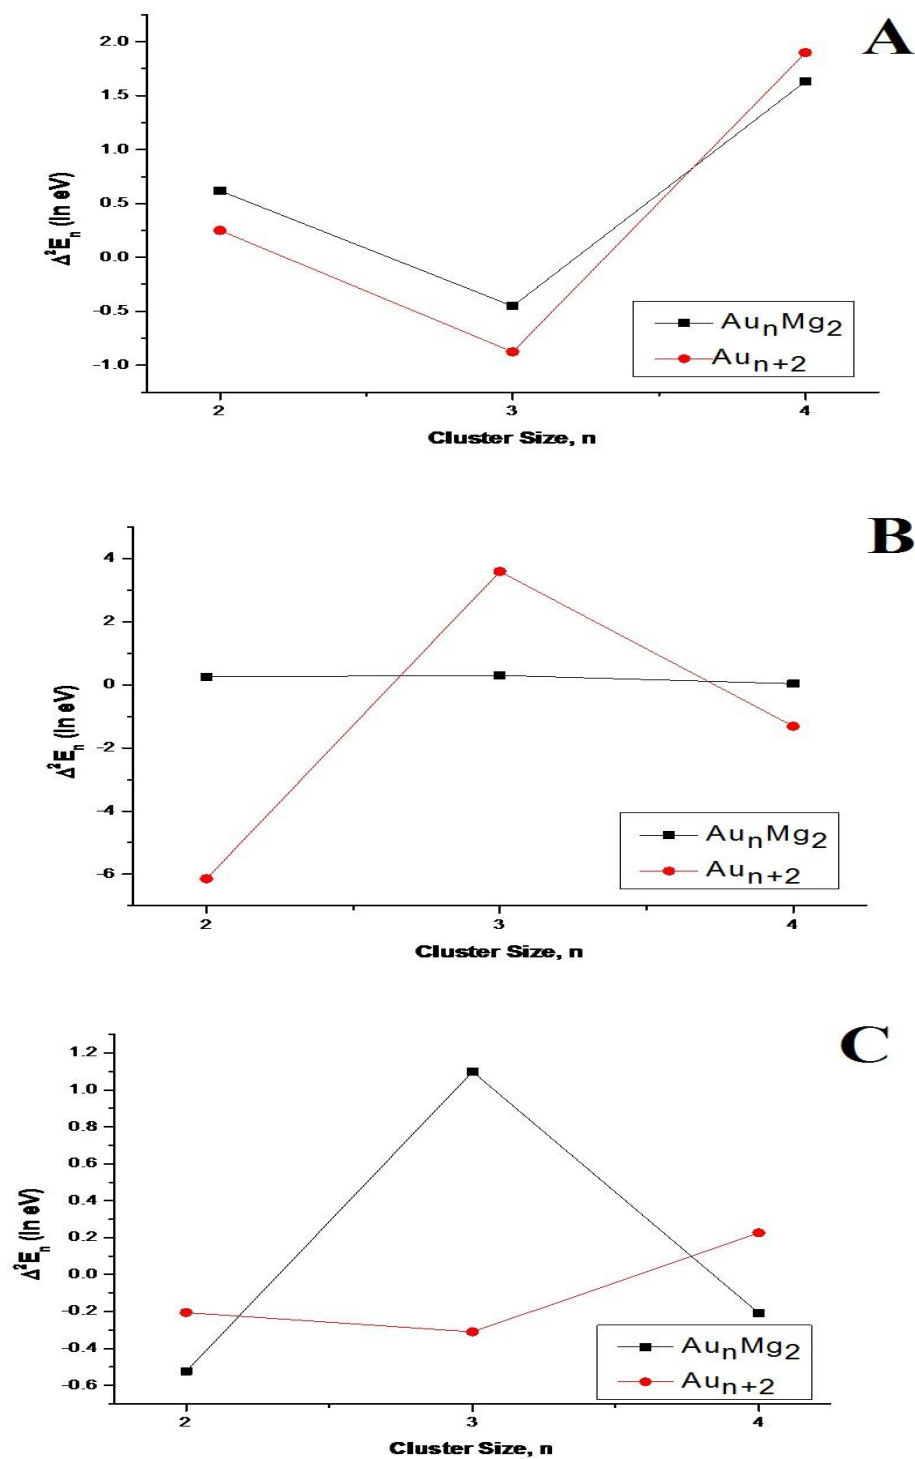 A
2.0
1.5
1.0
0.5
0.0
-0.5
-1.0
Δ²Eₙ (In eV)
AuₙMg₂
Auₙ₊₂
2 3 4
Cluster Size, n
B
4
2
0
-2
-4
-6
Δ²Eₙ (In eV)
AuₙMg₂
Auₙ₊₂
2 3 4
Cluster Size, n
C
1.2
1.0
0.8
0.6
0.4
0.2
0.0
-0.2
-0.4
-0.6
Δ²Eₙ (In eV)
AuₙMg₂
Auₙ₊₂
2 3 4
Cluster Size, n